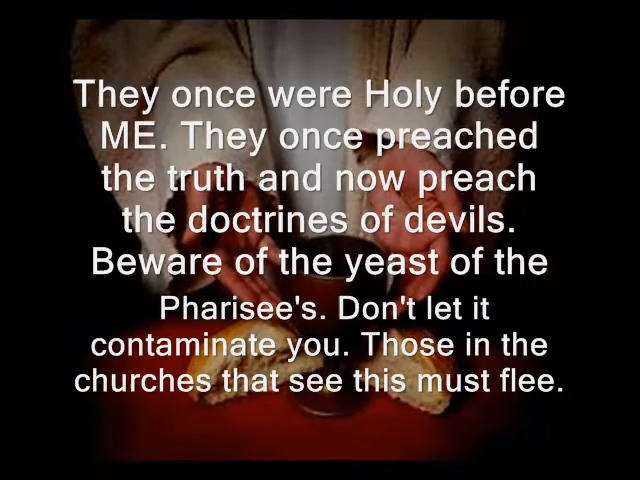 They once were Holy before
ME. They once preached
the truth and now preach
the doctrines of devils.
Beware of the yeast of the
Pharisee's. Don't let it
contaminate you. Those in the
churches that see this must flee.